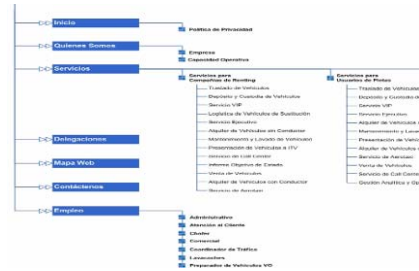 Inicio
Política de Privacidad
Quienes Somos
Empresa
Capacidad Operativa
Servicios
Servicios para
Compañías de Renting
Traslado de Vehículos
Depósito y Custodia de Vehículos
Servicio VIP
Logística de Vehículos de Sustitución
Servicio Ejecutivo
Alquiler de Vehículos sin Conductor
Mantenimiento y Lavado de Vehículos
Presentación de Vehículos a ITV
Servicio de Call Center
Informe Objetivo de Estado
Venta de Vehículos
Alquiler de Vehículos con Conductor
Servicio de
Servicios para
Usuarios de Flotas
Traslado de Vehículos
Depósito y Custodia de
Servicio VIP
Servicio Ejecutivo
Alquiler de Vehículos
Mantenimiento y Lava
Presentación de Vehíc
Alquiler de Vehículos
Servicio de
Venta de Vehículos
Servicio de Call Cente
Gestión Analítica y Op
Delegaciones
Mapa Web
Contáctenos
Empleo
Administrativo
Atención al Cliente
Chofer
Comercial
Coordinador de Tráfico
Lavacoches
Preparador de Vehículos VO